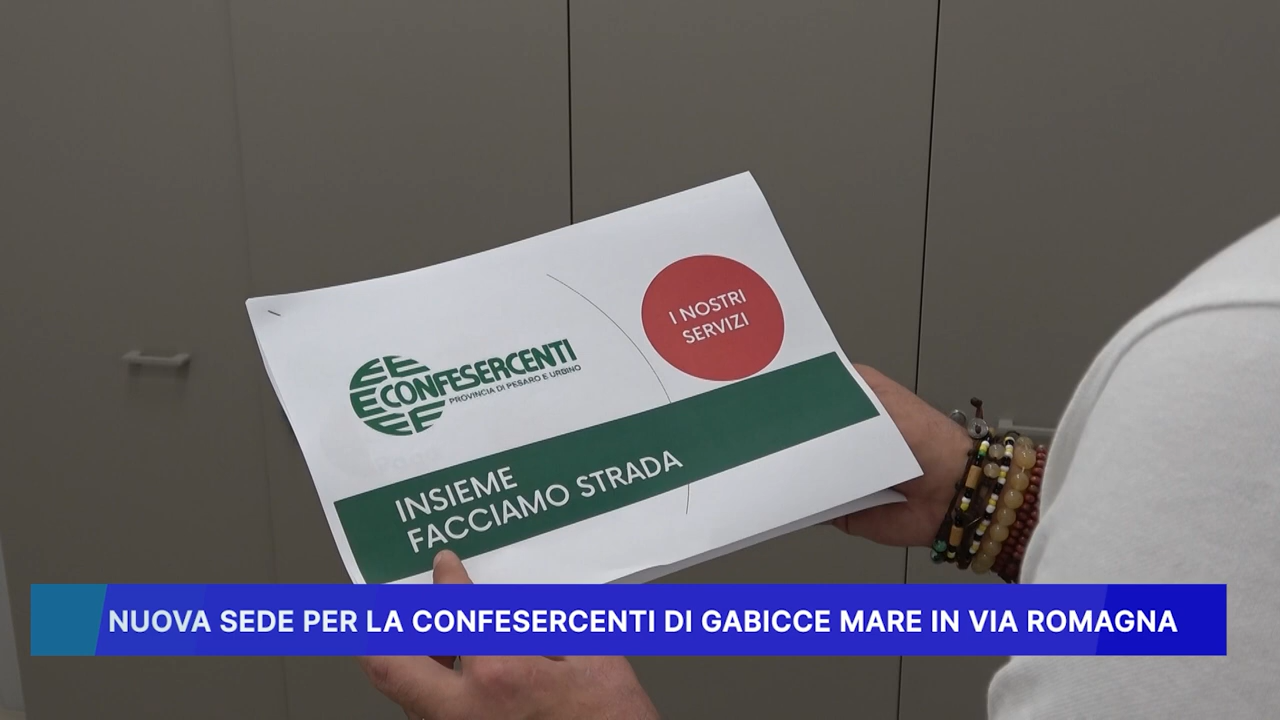 I NOSTRI
SERVIZI
CONFESERCENTI
PROVINCIA DI PESARO E URBINO
INSIEME
FACCIAMO STRADA
NUOVA SEDE PER LA CONFESERCENTI DI GABICCE MARE IN VIA ROMAGNA